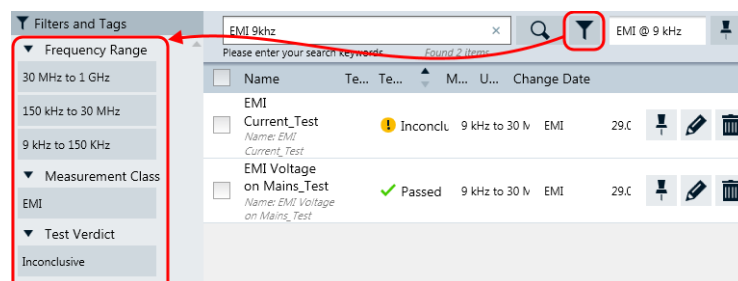 Filters and Tags
Frequency Range
30 MHz to 1 GHz
150 kHz to 30 MHz
9 kHz to 150 KHz
Measurement Class
EMI
Test Verdict
Inconclusive
EMI 9khz
EMI @ 9 kHz
Please enter your search keywords Found 2 items
Name Te... Te... M... U... Change Date
EMI
Current_Test
Name: EMI
Current_Test
Inconclu 9 kHz to 30 EMI 29.0
EMI Voltage
on Mains_Test
Name: EMI Voltage
on Mains_Test
Passed 9 kHz to 30 EMI 29.0